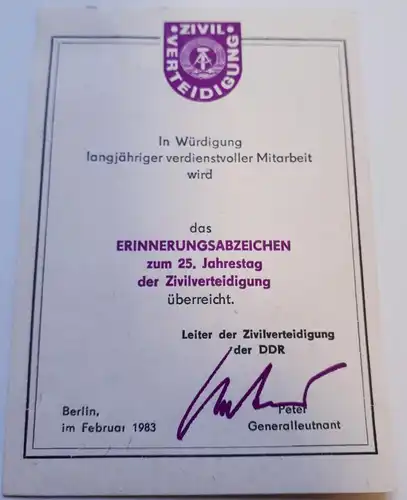 ZIVIL
VERTEIDIGUNG
In Würdigung
langjähriger verdienstvoller Mitarbeit
wird
das
ERINNERUNGSABZEICHEN
zum 25. Jahrestag
der Zivilverteidigung
überreicht.
Leiter der Zivilverteidigung
der DDR
Berlin,
im Februar 1983
Peter
Generalleutnant